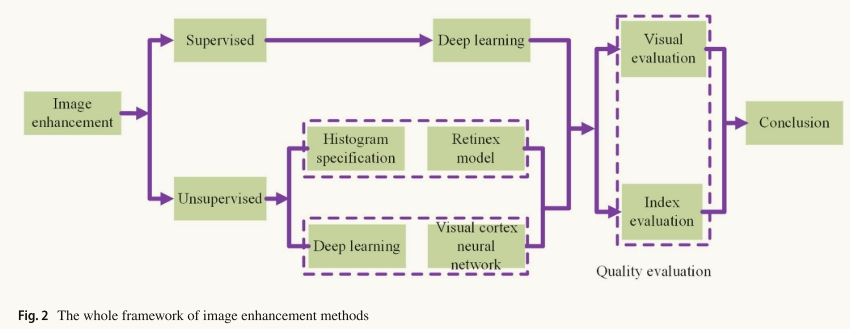 Image
enhancement
Supervised
Deep learning
Unsupervised
Histogram
specification
Retinex
model
Deep learning
Visual cortex
neural
network
Visual
evaluation
Index
evaluation
Quality evaluation
Conclusion
Fig. 2 The whole framework of image enhancement methods